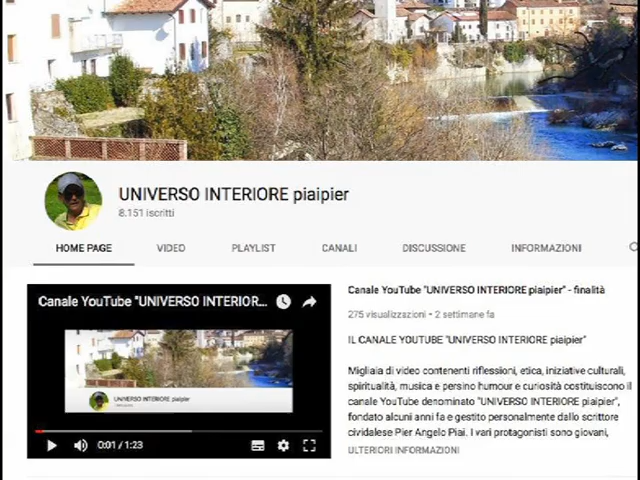 UNIVERSO INTERIORE piaipier
8.151 iscritti
HOME PAGE VIDEO PLAYLIST CANALI DISCUSSIONE INFORMAZIONI
Canale YouTube "UNIVERSO INTERIOR...
UNIVERSO INTERIORE piaipier
0:01 / 1:23
Canale YouTube "UNIVERSO INTERIORE piaipier" - finalità
275 visualizzazioni • 2 settimane fa
IL CANALE YOUTUBE "UNIVERSO INTERIORE piaipier"
Migliaia di video contenenti riflessioni, etica, iniziative culturali,
spiritualità, musica e persino humour e curiosità costituiscono il
canale YouTube denominato "UNIVERSO INTERIORE piaipier",
fondato alcuni anni fa e gestito personalmente dallo scrittore
cividalese Pier Angelo Piai. I vari protagonisti sono giovani,
ULTERIORI INFORMAZIONI